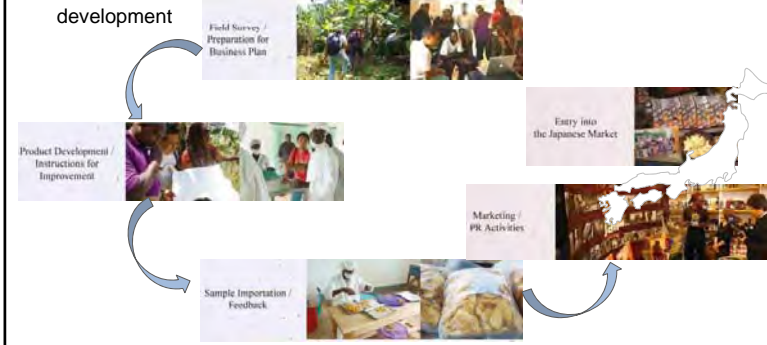 development
Field Survey /
Preparation for
Business Plan
Product Development /
Instructions for
Improvement
Sample Importation /
Feedback
Marketing /
PR Activities
Entry into
the Japanese Market